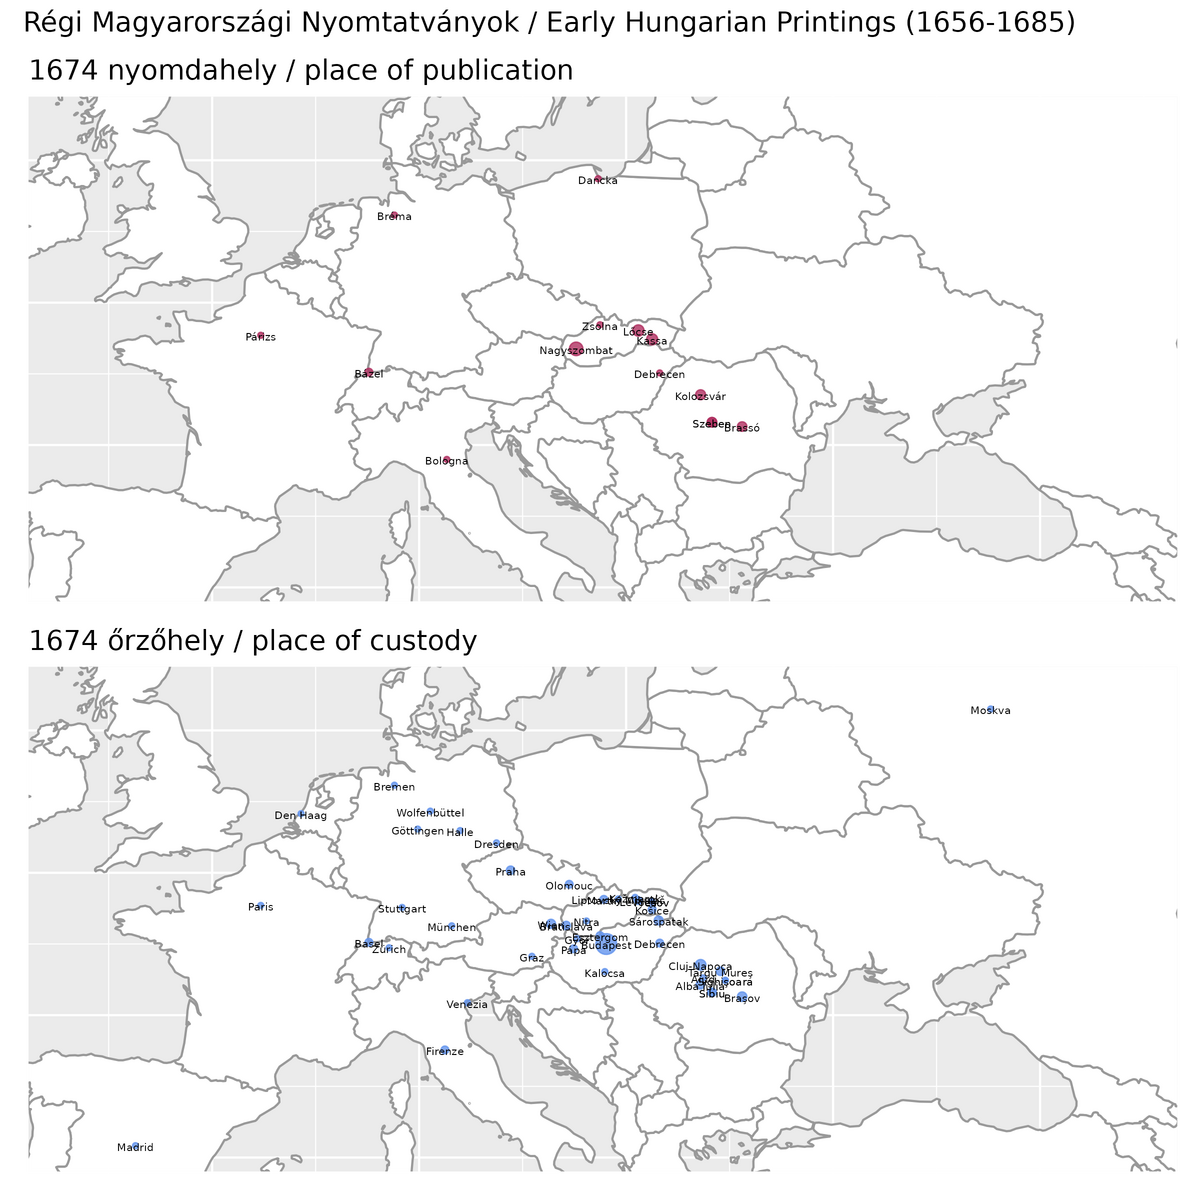 Régi Magyarországi Nyomtatványok / Early Hungarian Printings (1656-1685)
1674 nyomdahely / place of publication
Dancka
Bréma
Zsolna
Lőcse
Párizs
Kassa
Nagyszombat
Bázel
Debrecen
Kolozsvár
Szeben
Brassó
Bologna
1674 őrzőhely / place of custody
Moskva
Bremen
Wolfenbüttel
Den Haag
Göttingen
Halle
Dresden
Praha
Olomouc
Paris
Stuttgart
Košice
Sárospatak
Nitra
Bratislava
München
Wien
Esztergom
Győr
Budapest
Debrecen
Basel
Zürich
Pápa
Graz
Cluj-Napoca
Târgu Mureș
Kalocsa
Sighișoara
Alba Iulia
Sibiu
Brașov
Venezia
Firenze
Madrid